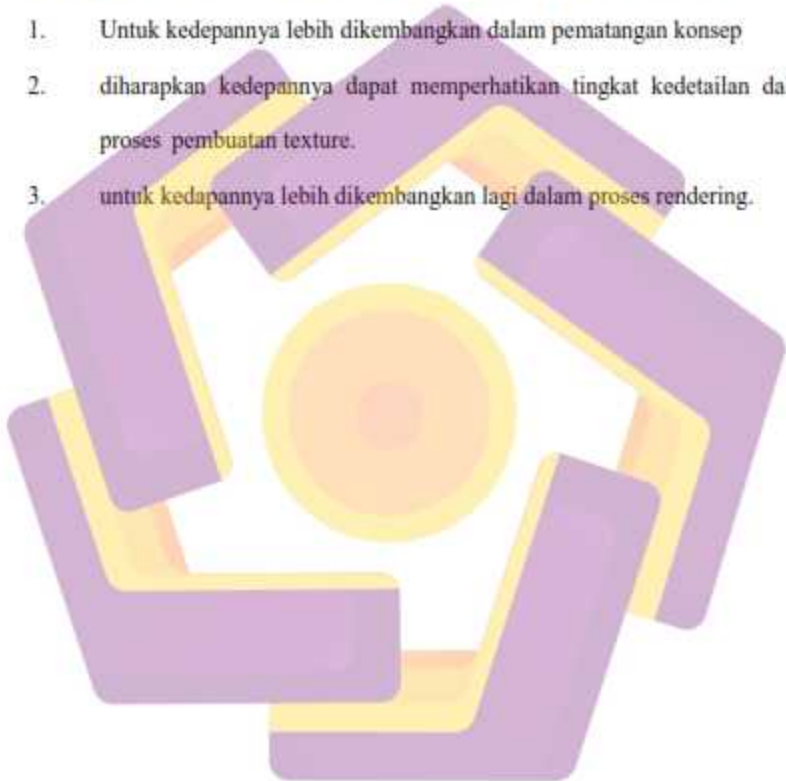 1. Untuk kedepannya lebih dikembangkan dalam pematangan konsep
2. diharapkan kedepannya dapat memperhatikan tingkat kedetailan da
proses pembuatan texture.
3. untuk kedapannya lebih dikembangkan lagi dalam proses rendering.